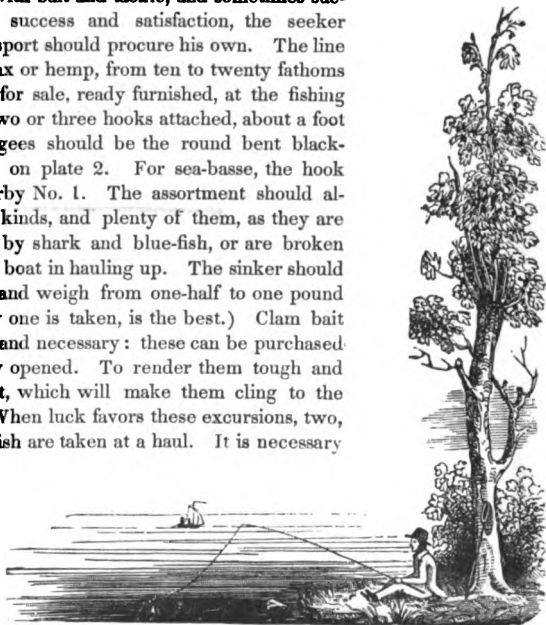 success and satisfaction, the seeker
sport should procure his own. The line
or hemp, from ten to twenty fathoms
for sale, ready furnished, at the fishing
two or three hooks attached, about a foot
gees should be the round bent black-
on plate 2. For sea-basse, the hook
rby No. 1. The assortment should al-
kinds, and plenty of them, as they are
by shark and blue-fish, or are broken
boat in hauling up. The sinker should
and weigh from one-half to one pound
one is taken, is the best.) Clam bait
and necessary: these can be purchased
opened. To render them tough and
t, which will make them cling to the
When luck favors these excursions, two,
ish are taken at a haul. It is necessary